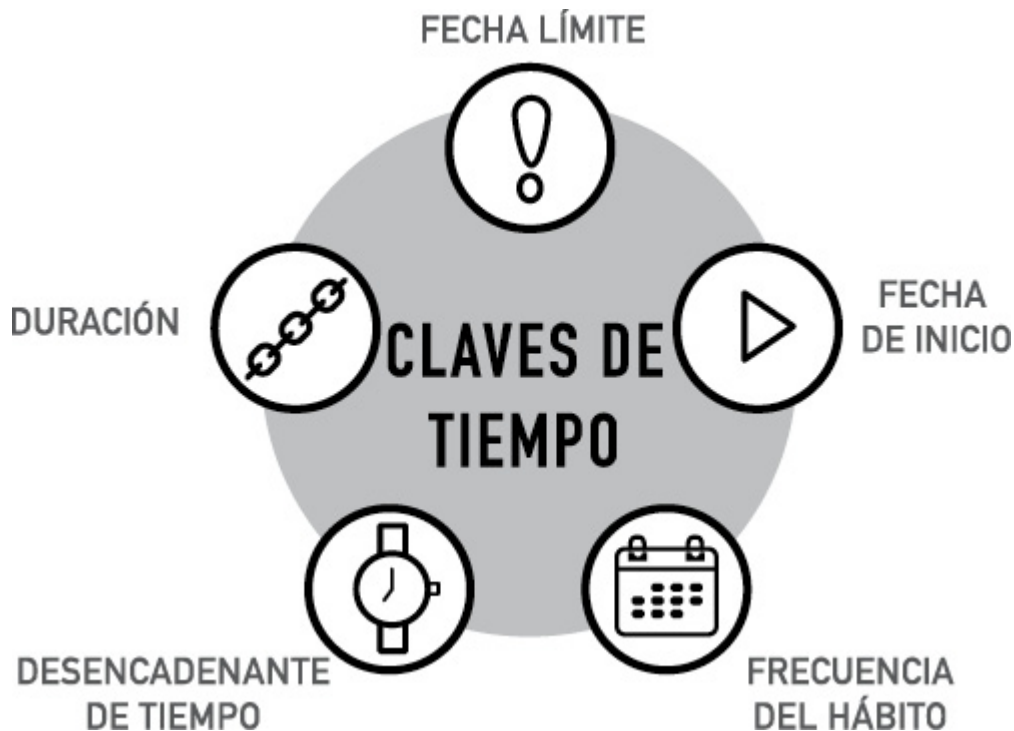 FECHA LÍMITE
FECHA
DE INICIO
DURACIÓN
CLAVES DE
TIEMPO
DESENCADENANTE
DE TIEMPO
FRECUENCIA
DEL HÁBITO